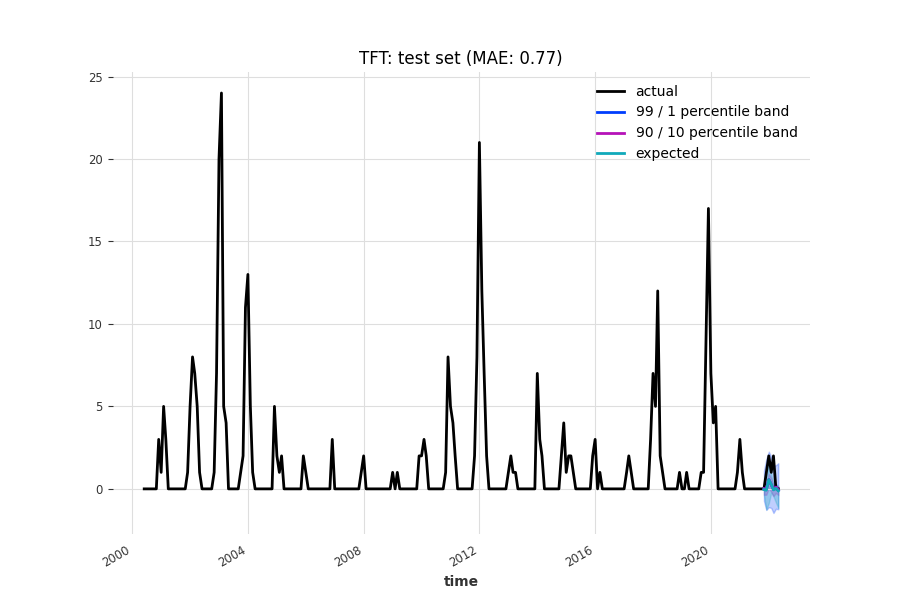 TFT: test set (MAE: 0.77)
actual
99 / 1 percentile band
90 / 10 percentile band
expected
25
20
15
10
5
0
2000
2004
2008
2012
2016
2020
time